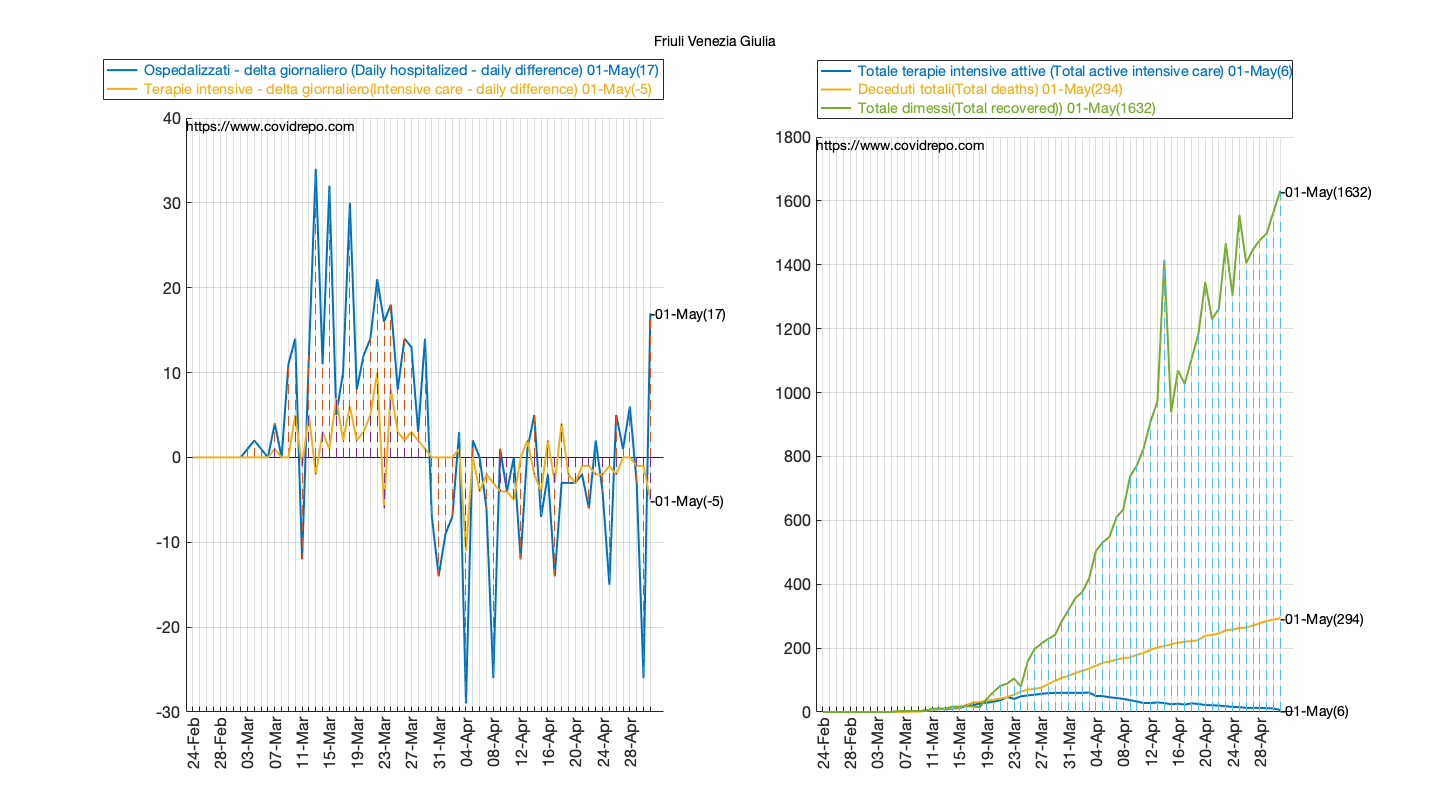 Friuli Venezia Giulia
Ospedalizzati - delta giornaliero (Daily hospitalized - daily difference) 01-May(17)
Terapie intensive - delta giornaliero(Intensive care - daily difference) 01-May(-5)
https://www.covidrepo.com
40
30
20
10
0
-10
-20
-30
01-May(17)
01-May(-5)
24-Feb
28-Feb
03-Mar
07-Mar
11-Mar
15-Mar
19-Mar
23-Mar
27-Mar
31-Mar
04-Apr
08-Apr
12-Apr
16-Apr
20-Apr
24-Apr
28-Apr
Totale terapie intensive attive (Total active intensive care) 01-May(6)
Deceduti totali(Total deaths) 01-May(294)
Totale dimessi(Total recovered)) 01-May(1632)
https://www.covidrepo.com
1800
1600
1400
1200
1000
800
600
400
200
0
01-May(1632)
01-May(294)
01-May(6)
24-Feb
28-Feb
03-Mar
07-Mar
11-Mar
15-Mar
19-Mar
23-Mar
27-Mar
31-Mar
04-Apr
08-Apr
12-Apr
16-Apr
20-Apr
24-Apr
28-Apr